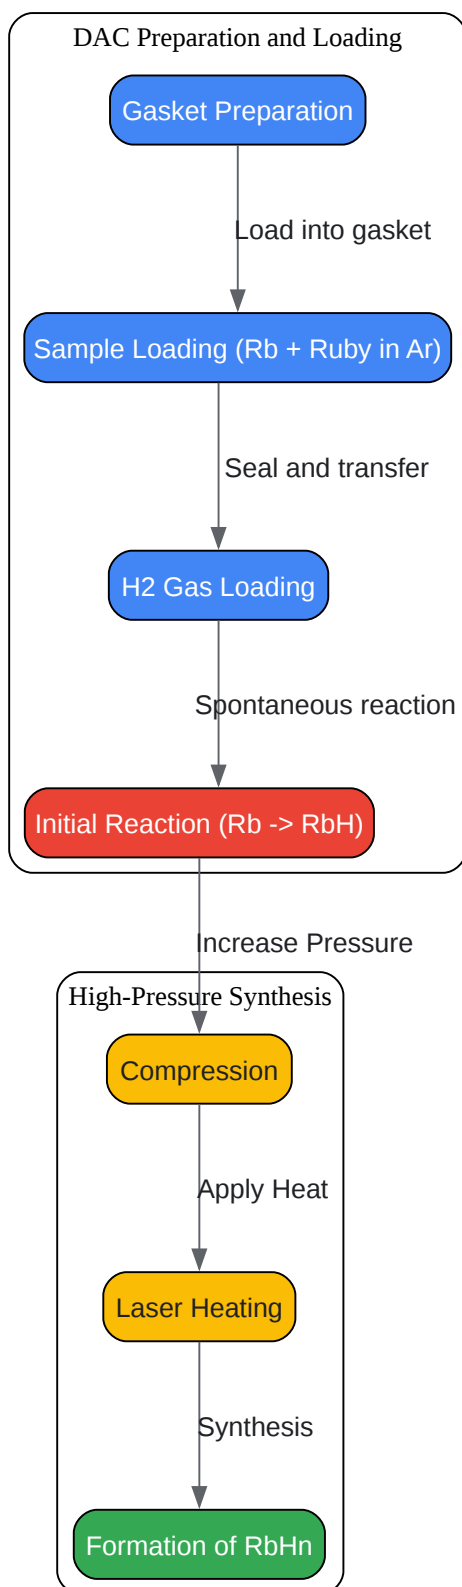 DAC Preparation and Loading
Gasket Preparation
Load into gasket
Sample Loading (Rb + Ruby in Ar)
Seal and transfer
H2 Gas Loading
Spontaneous reaction
Initial Reaction (Rb -> RbH)
Increase Pressure
High-Pressure Synthesis
Compression
Apply Heat
Laser Heating
Synthesis
Formation of RbHn